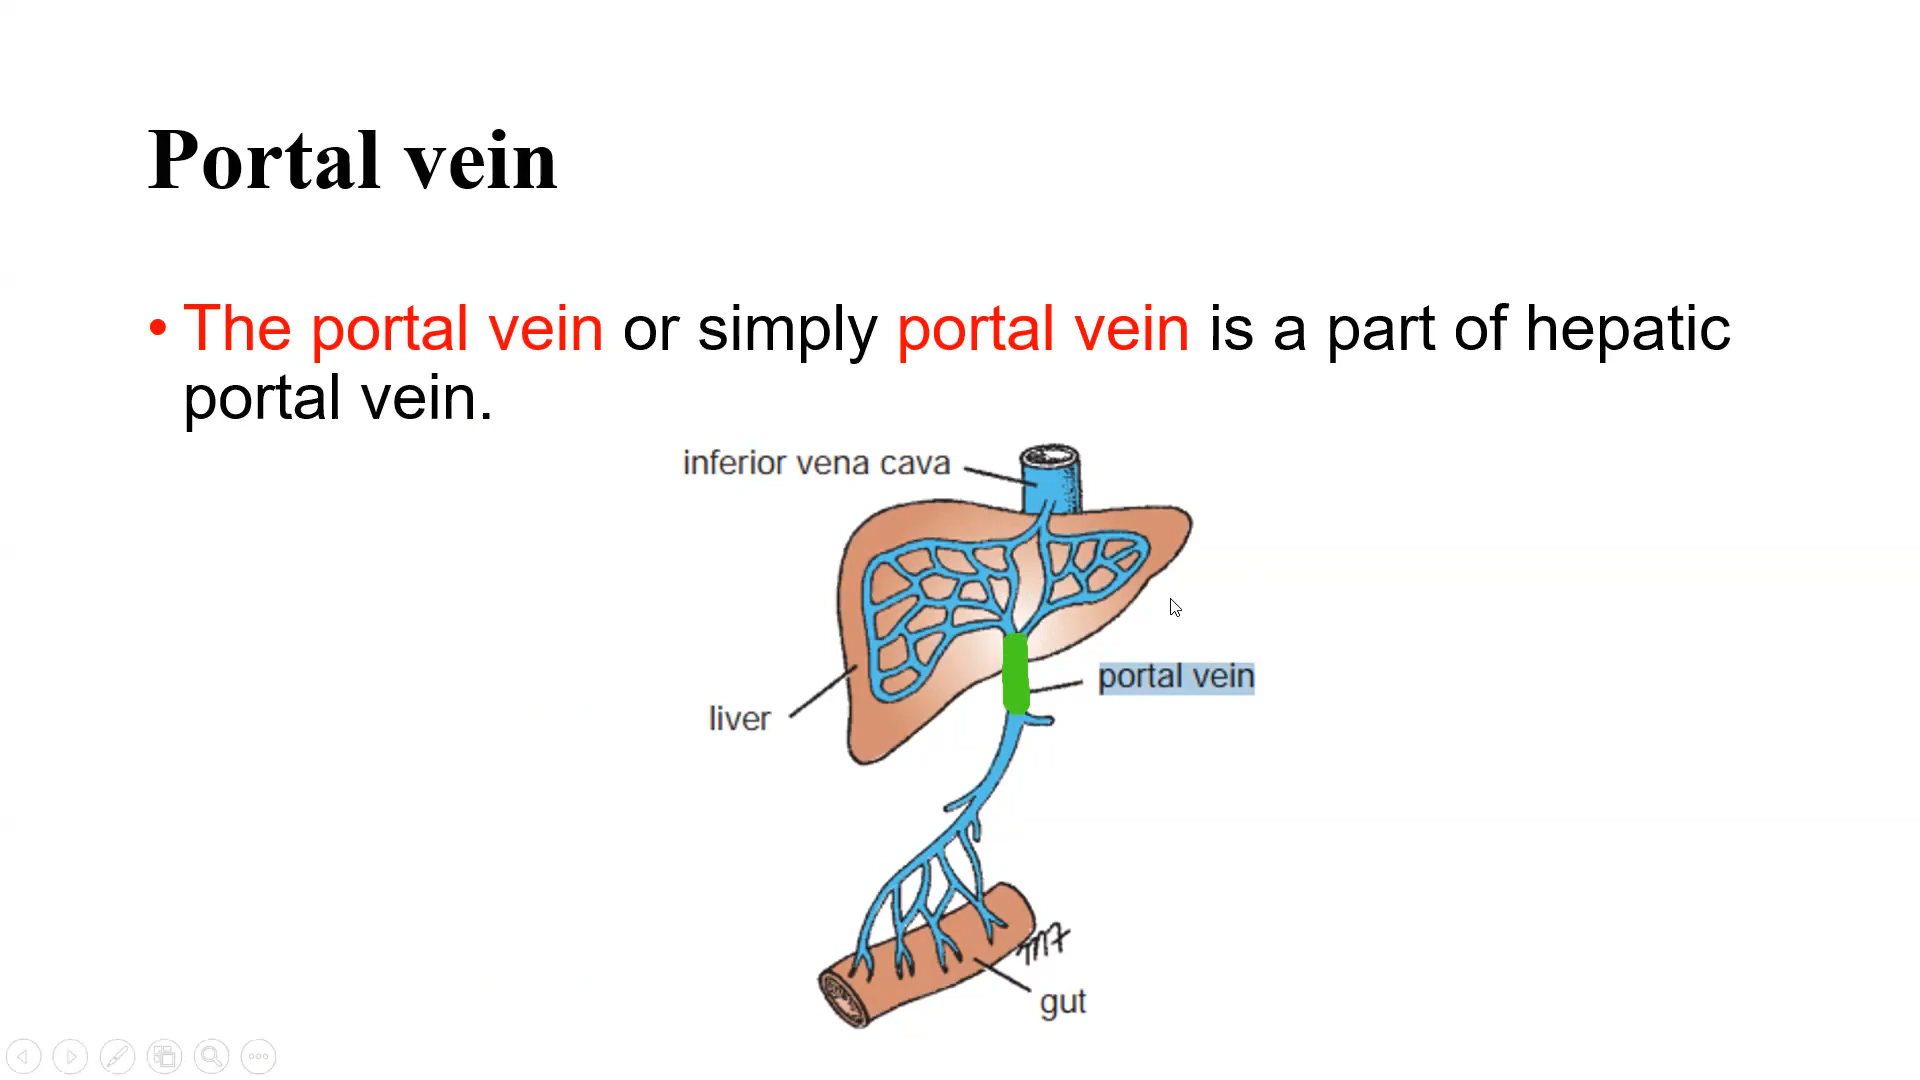 Portal vein
• The portal vein or simply portal vein is a part of hepatic
portal vein.
inferior vena cava
portal vein
liver
gut